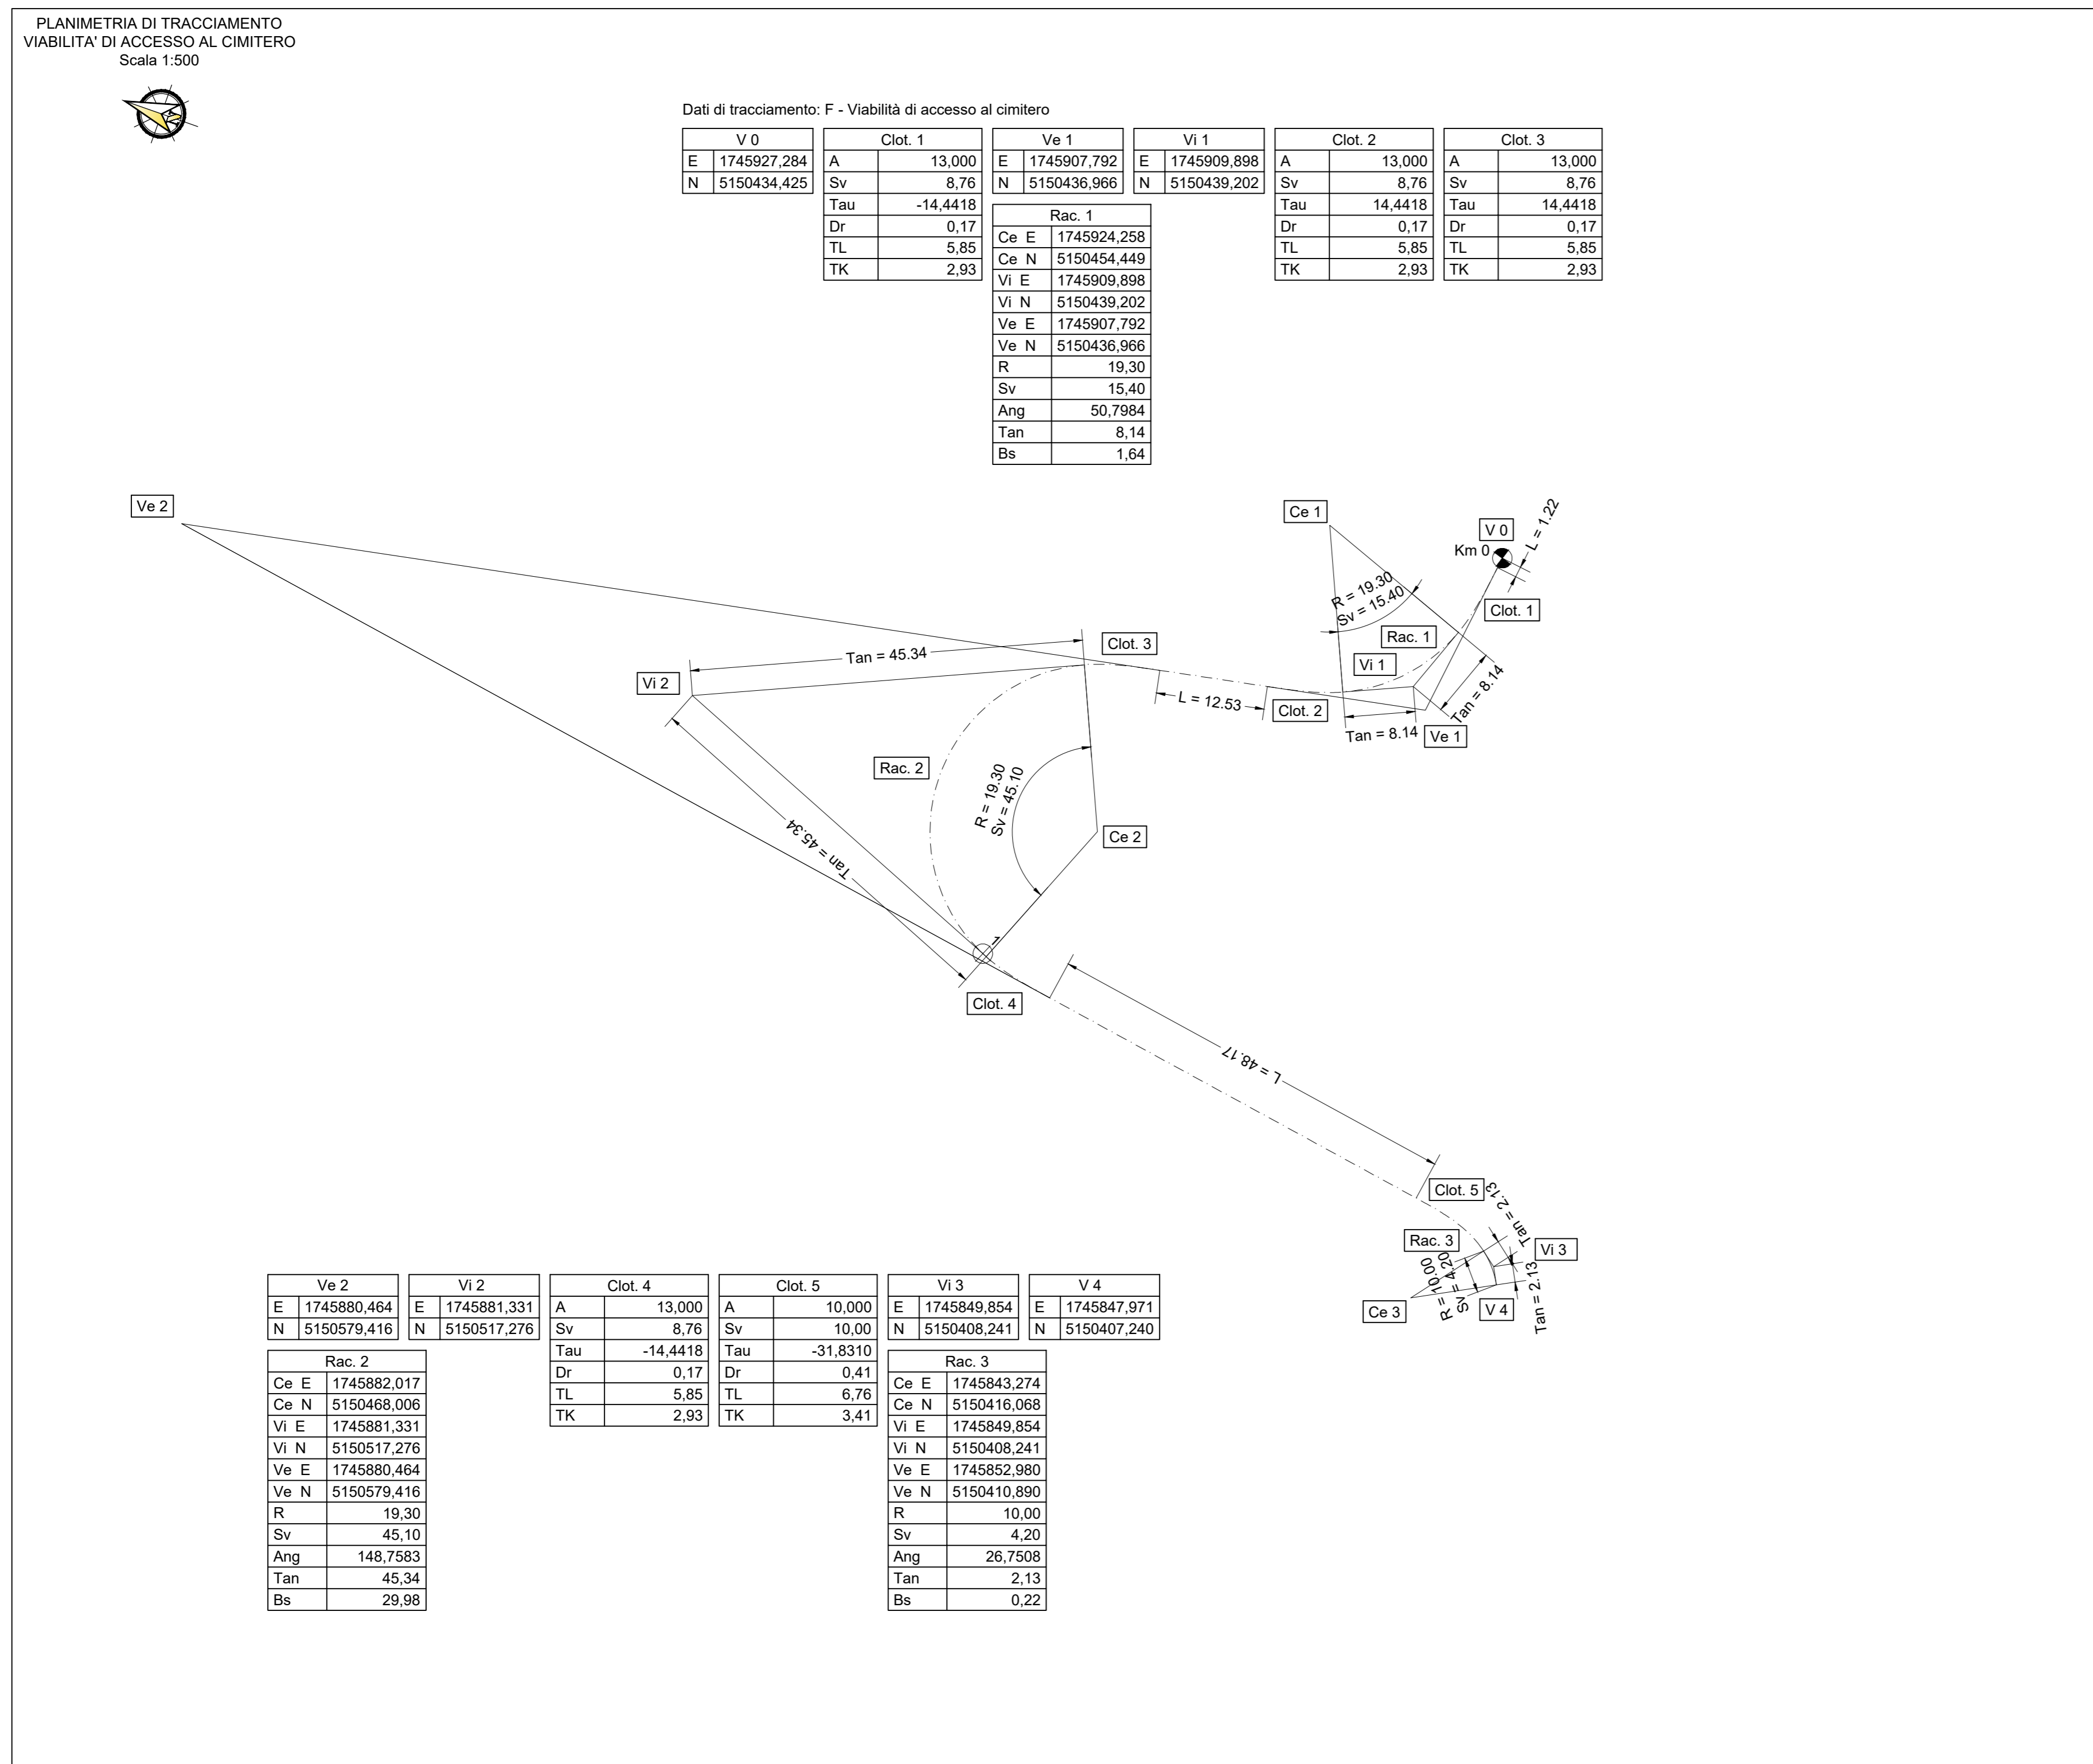 PLANIMETRIA DI TRACCIAMENTO
VIABILITA' DI ACCESSO AL CIMITERO
Scala 1:500
Dati di tracciamento: F - Viabilità di accesso al cimitero
V 0
E 1745927,284
N 5150434,425
Clot. 1
A 13,000
Sv 8,76
Tau -14,4418
Dr 0,17
TL 5,85
TK 2,93
Ve 1
E 1745907,792
N 5150436,966
Vi 1
E 1745909,898
N 5150439,202
Rac. 1
Ce E 1745924,258
Ce N 5150454,449
Vi E 1745909,898
Vi N 5150439,202
Ve E 1745907,792
Ve N 5150436,966
R 19,30
Sv 15,40
Ang 50,7984
Tan 8,14
Bs 1,64
Clot. 2
A 13,000
Sv 8,76
Tau 14,4418
Dr 0,17
TL 5,85
TK 2,93
Clot. 3
A 13,000
Sv 8,76
Tau 14,4418
Dr 0,17
TL 5,85
TK 2,93
Ve 2
Ce 1
V 0
Km 0
L = 1.22
R = 19.30
Sv = 15.40
Clot. 1
Rac. 1
Clot. 3
Tan = 45.34
Vi 1
Vi 2
L = 12.53
Clot. 2
Tan = 8.14
Tan = 8.14
Ve 1
Rac. 2
R = 19.30
Sv = 45.10
Ce 2
Tan = 45.34
1
Clot. 4
L = 48.17
Clot. 5
Tan = 2.13
Rac. 3
Vi 3
R = 10.00
Sv = 4.20
Tan = 2.13
Ce 3
V 4
Ve 2
E 1745880,464
N 5150579,416
Vi 2
E 1745881,331
N 5150517,276
Rac. 2
Ce E 1745882,017
Ce N 5150468,006
Vi E 1745881,331
Vi N 5150517,276
Ve E 1745880,464
Ve N 5150579,416
R 19,30
Sv 45,10
Ang 148,7583
Tan 45,34
Bs 29,98
Clot. 4
A 13,000
Sv 8,76
Tau -14,4418
Dr 0,17
TL 5,85
TK 2,93
Clot. 5
A 10,000
Sv 10,00
Tau -31,8310
Dr 0,41
TL 6,76
TK 3,41
Vi 3
E 1745849,854
N 5150408,241
V 4
E 1745847,971
N 5150407,240
Rac. 3
Ce E 1745843,274
Ce N 5150416,068
Vi E 1745849,854
Vi N 5150408,241
Ve E 1745852,980
Ve N 5150410,890
R 10,00
Sv 4,20
Ang 26,7508
Tan 2,13
Bs 0,22